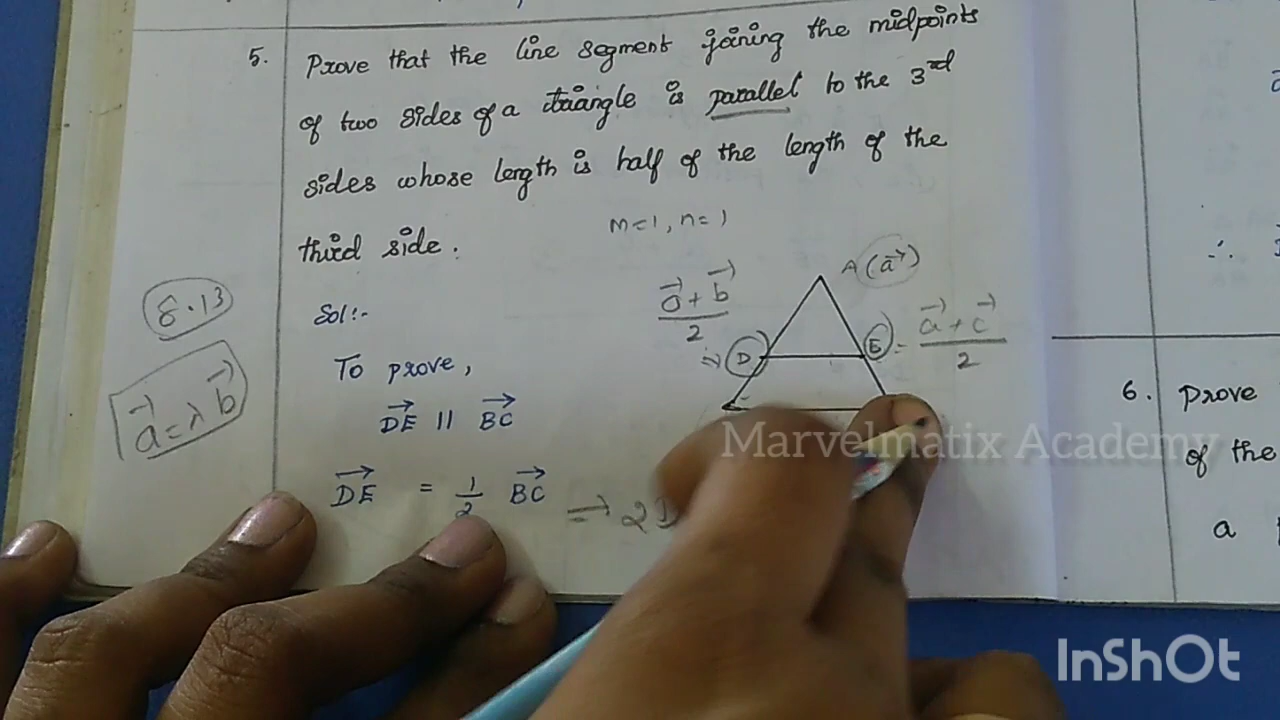 5. Prove that the line segment joining the midpoints
of two sides of a triangle is parallel to the 3rd
sides whose length is half of the length of the
third side.
m=1, n=1
8.13
a⃗ = λ b⃗
Sol:-
To prove,
DE⃗ || BC⃗
DE⃗ = 1/2 BC⃗ ⇒ 2D
A (a⃗)
(a⃗ + b⃗)/2
D
E = (a⃗ + c⃗)/2
∴
6. Prove
of the
a
Marvelmatix Academy
InShOt